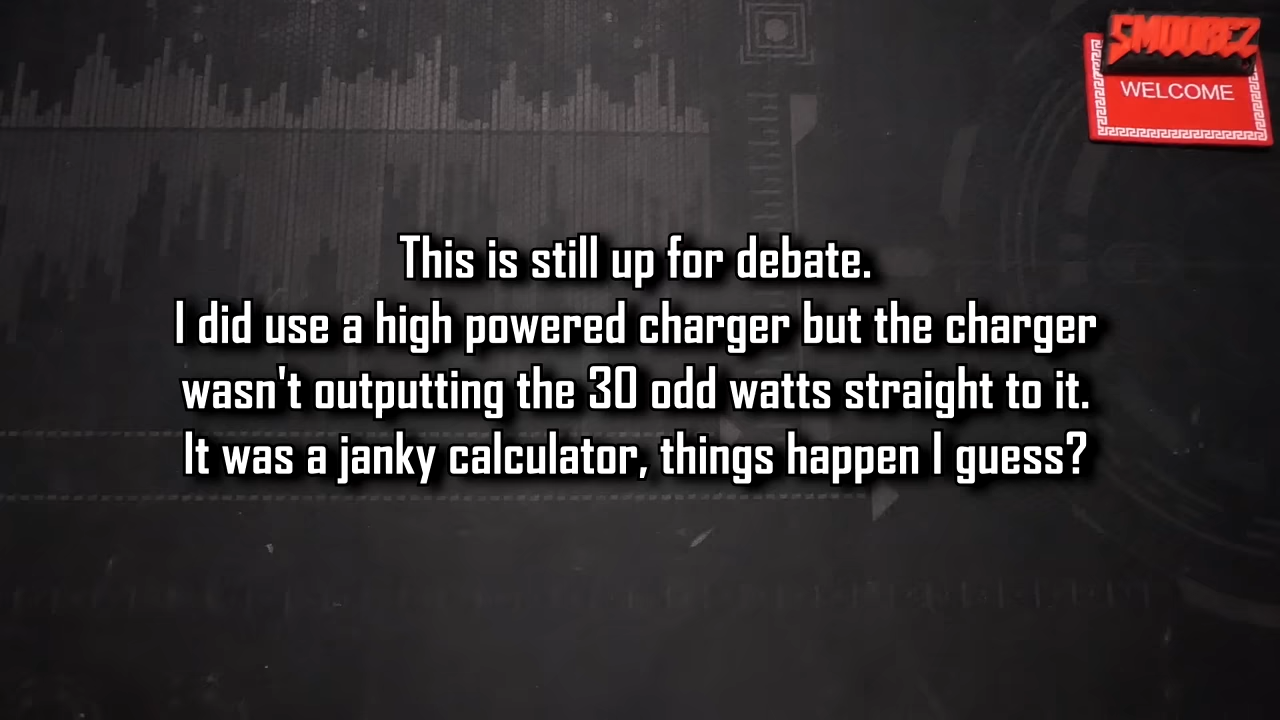 SMOOBEZ
WELCOME
This is still up for debate.
I did use a high powered charger but the charger
wasn't outputting the 30 odd watts straight to it.
It was a janky calculator, things happen I guess?